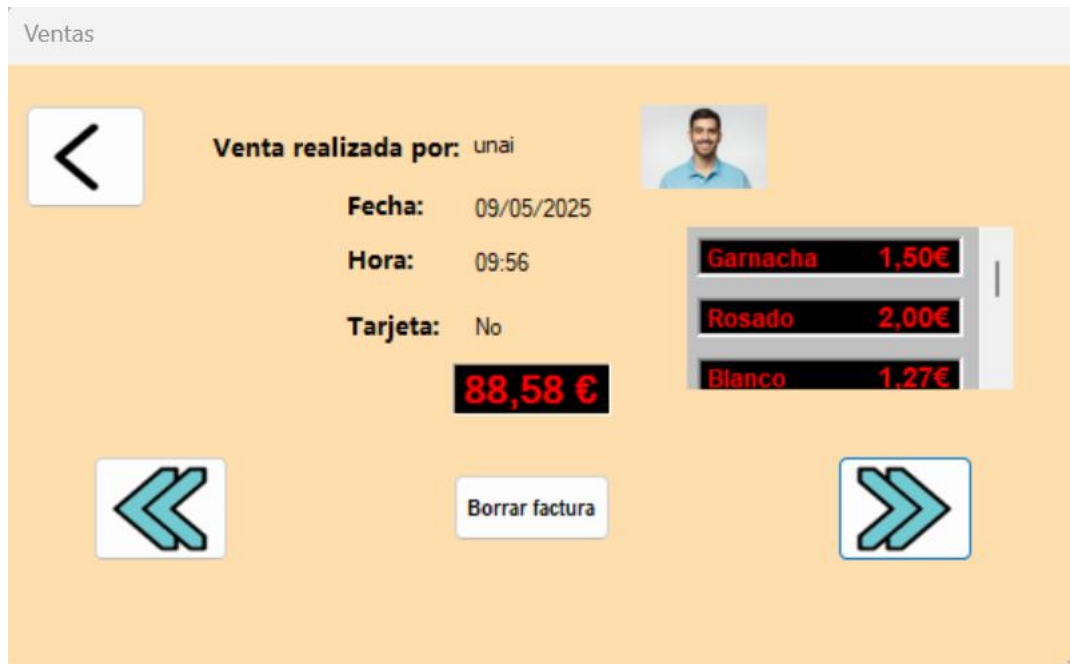 Ventas
Venta realizada por: unai
Fecha: 09/05/2025
Hora: 09:56
Tarjeta: No
88,58 €
Garnacha 1,50€
Rosado 2,00€
Blanco 1,27€
Borrar factura